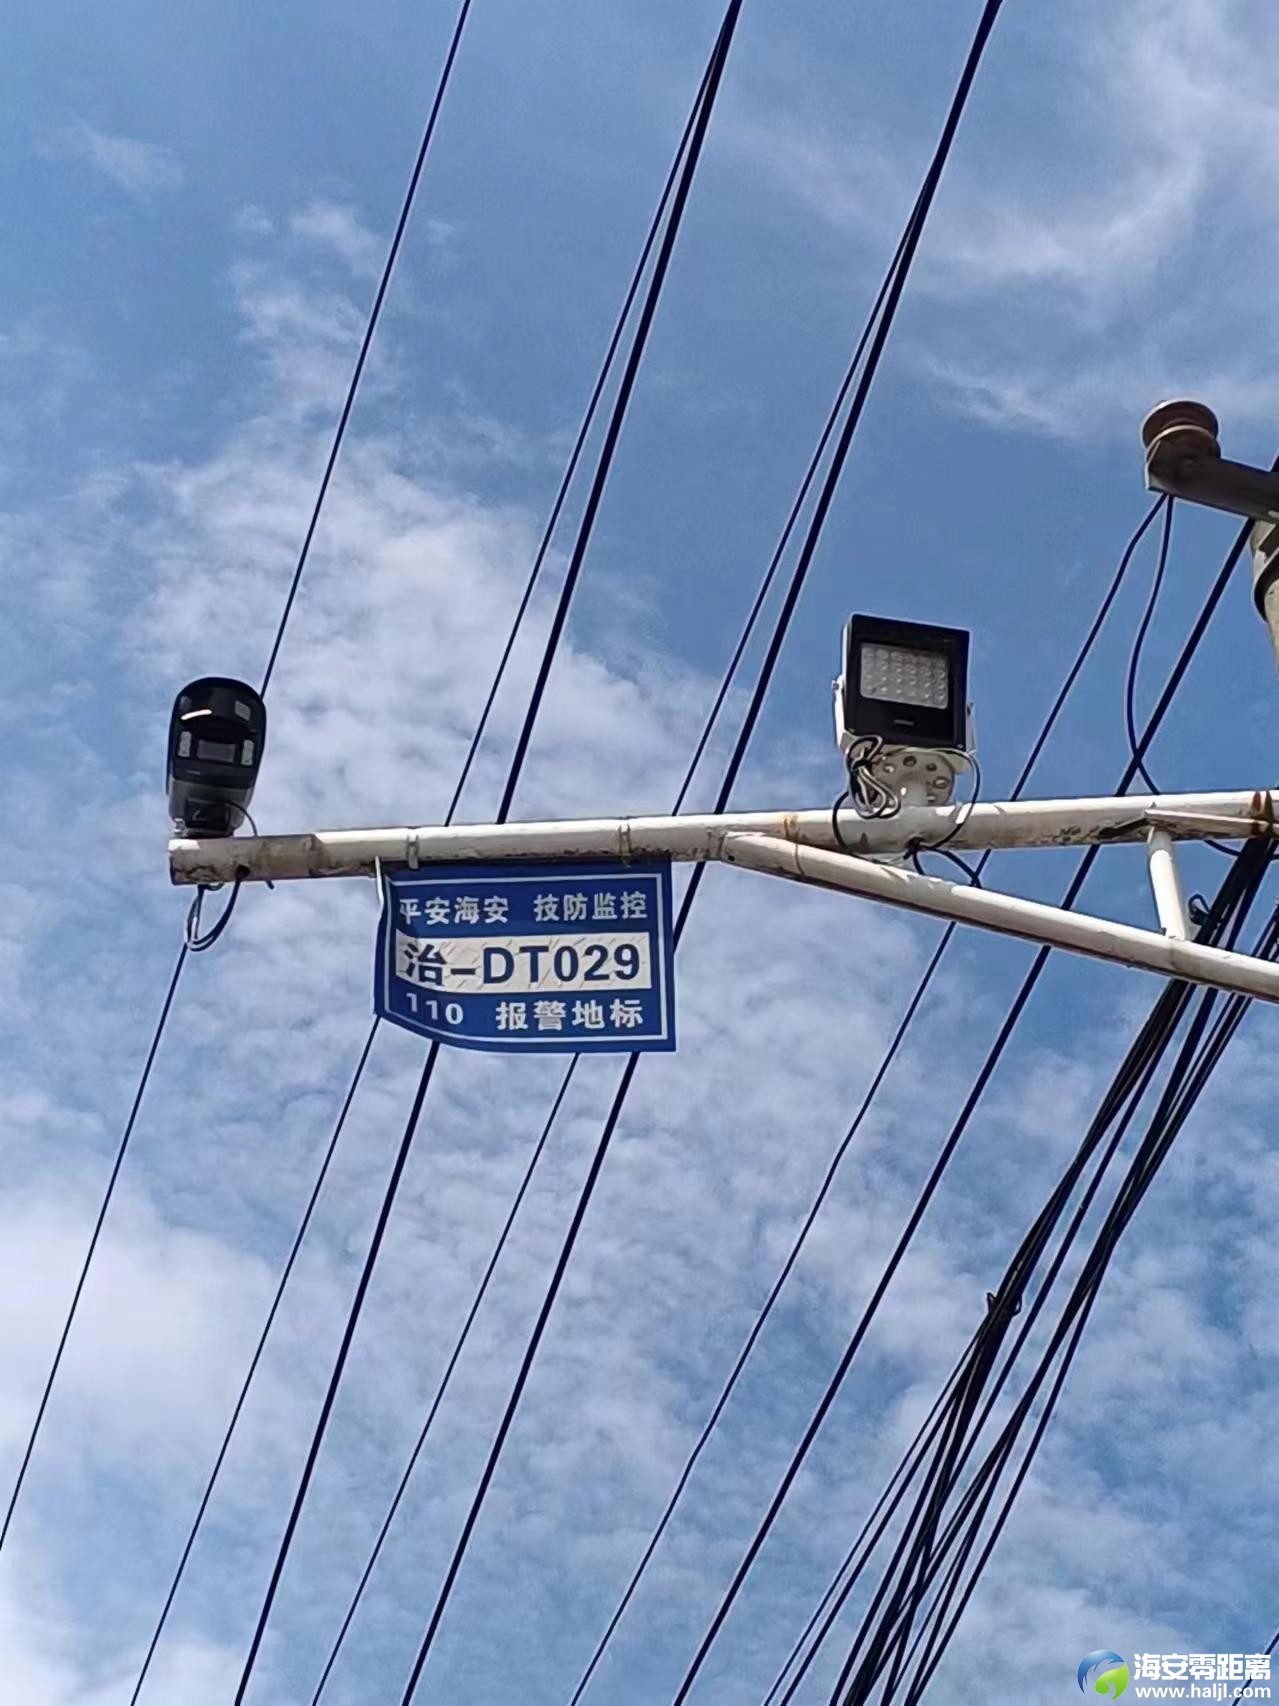 平安海安 技防监控
治-DT029
110 报警地标
海安零距离
www.haljl.com